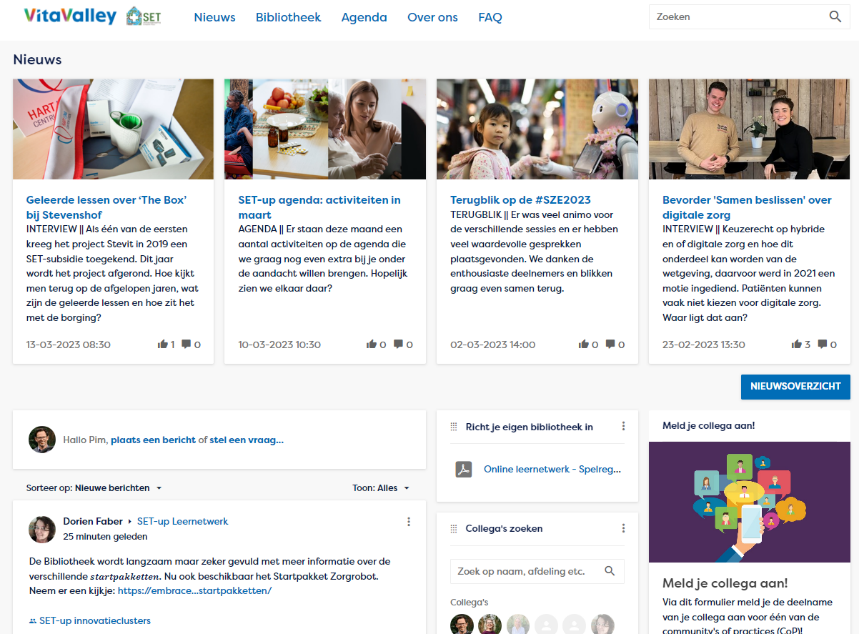 VitaValley SET Nieuws Bibliotheek Agenda Over ons FAQ Zoeken
Nieuws
HART
CENTR
Geleerde lessen over ‘The Box’
bij Stevenshof
INTERVIEW || Als één van de eersten
kreeg het project Stevit in 2019 een
SET-subsidie toegekend. Dit jaar
wordt het project afgerond. Hoe kijkt
men terug op de afgelopen jaren, wat
zijn de geleerde lessen en hoe zit het
met de borging?
13-03-2023 08:30 1 0
SET-up agenda: activiteiten in
maart
AGENDA || Er staan deze maand een
aantal activiteiten op de agenda die
we graag nog even extra bij je onder
de aandacht willen brengen. Hopelijk
zien we elkaar daar?
10-03-2023 10:30 0 0
Terugblik op de #SZE2023
TERUGBLIK || Er was veel animo voor
de verschillende sessies en er hebben
veel waardevolle gesprekken
plaatsgevonden. We danken de
enthousiaste deelnemers en blikken
graag even samen terug.
02-03-2023 14:00 0 0
Bevorder 'Samen beslissen' over
digitale zorg
INTERVIEW || Keuzerecht op hybride
en of digitale zorg en hoe dit
onderdeel kan worden van de
wetgeving, daarvoor werd in 2021 een
motie ingediend. Patiënten kunnen
vaak niet kiezen voor digitale zorg.
Waar ligt dat aan?
23-02-2023 13:30 3 0
NIEUWSOVERZICHT
Hallo Pim, plaats een bericht of stel een vraag...
Sorteer op: Nieuwe berichten Toon: Alles
Dorien Faber SET-up Leernetwerk
25 minuten geleden
De Bibliotheek wordt langzaam maar zeker gevuld met meer informatie over de
verschillende startpakketten. Nu ook beschikbaar het Startpakket Zorgrobot.
Neem er een kijkje: https://embrace...startpakketten/
SET-up innovatieclusters
Richt je eigen bibliotheek in
Online leernetwerk - Spelreg...
Collega's zoeken
Zoek op naam, afdeling etc.
Collega's
Meld je collega aan!
Meld je collega aan!
Via dit formulier meld je de deelname
van je collega aan voor één van de
community's of practices (CoP)!